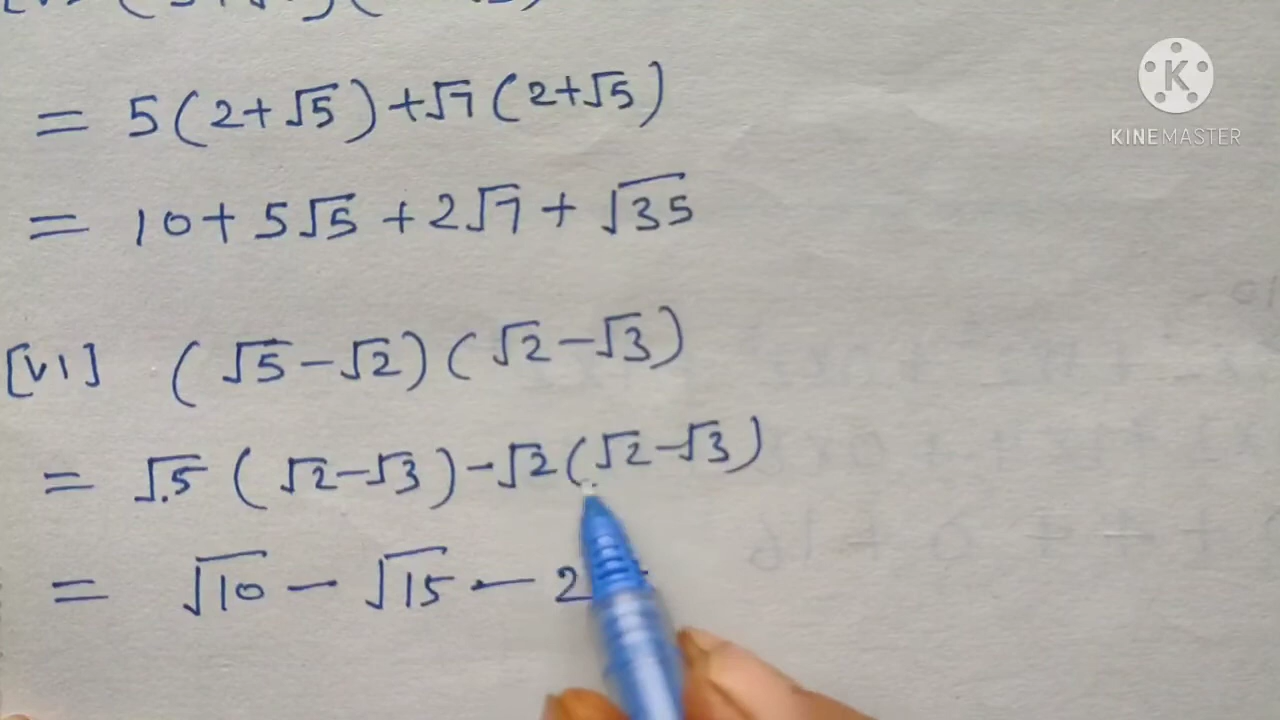 = 5(2+√5)+√7(2+√5)
= 10+5√5+2√7+√35
[VI] (√5-√2)(√2-√3)
= √5(√2-√3)-√2(√2-√3)
= √10-√15-2
K
KINEMASTER